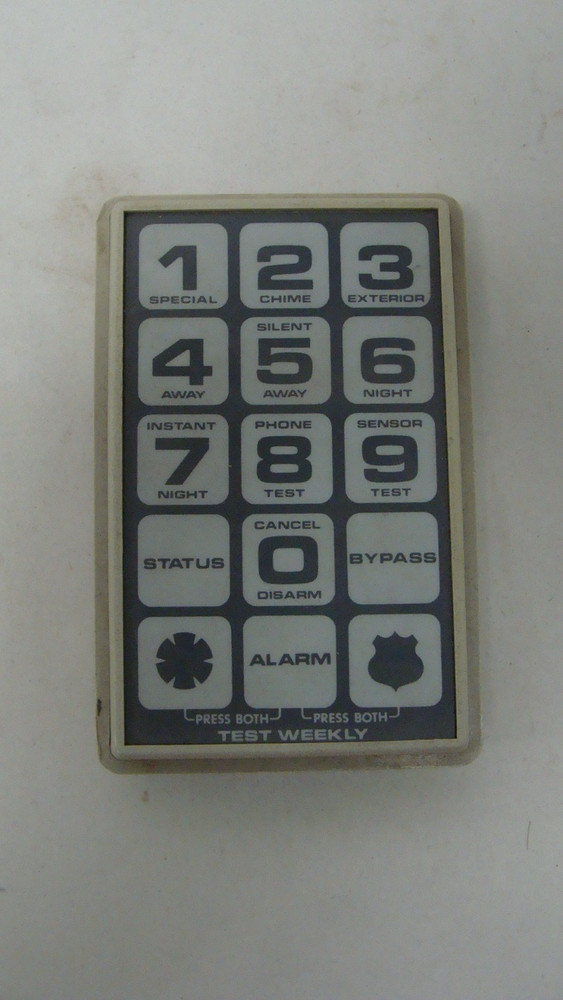 1 2 3
SPECIAL CHIME EXTERIOR
SILENT
4 5 6
AWAY AWAY NIGHT
INSTANT PHONE SENSOR
7 8 9
NIGHT TEST TEST
CANCEL
STATUS 0 BYPASS
DISARM
ALARM
PRESS BOTH PRESS BOTH
TEST WEEKLY